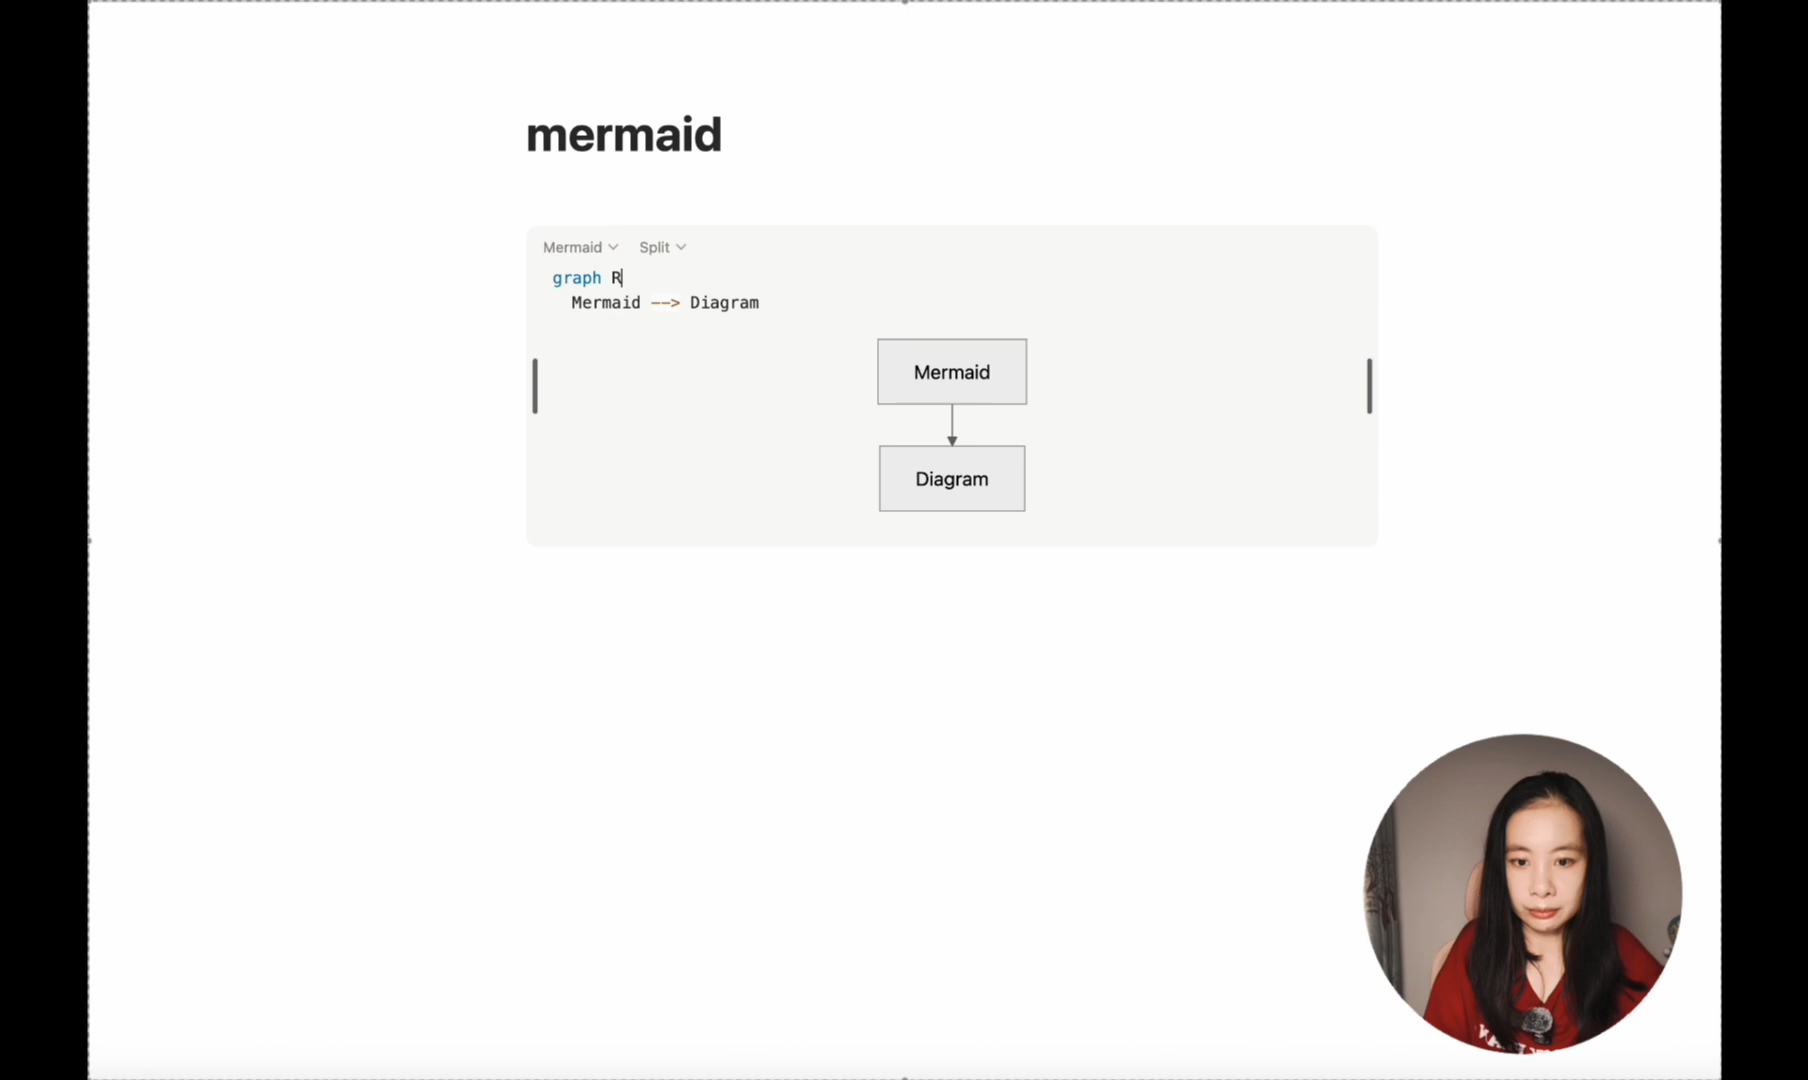 mermaid
Mermaid Split
graph R
Mermaid --> Diagram
Mermaid
Diagram